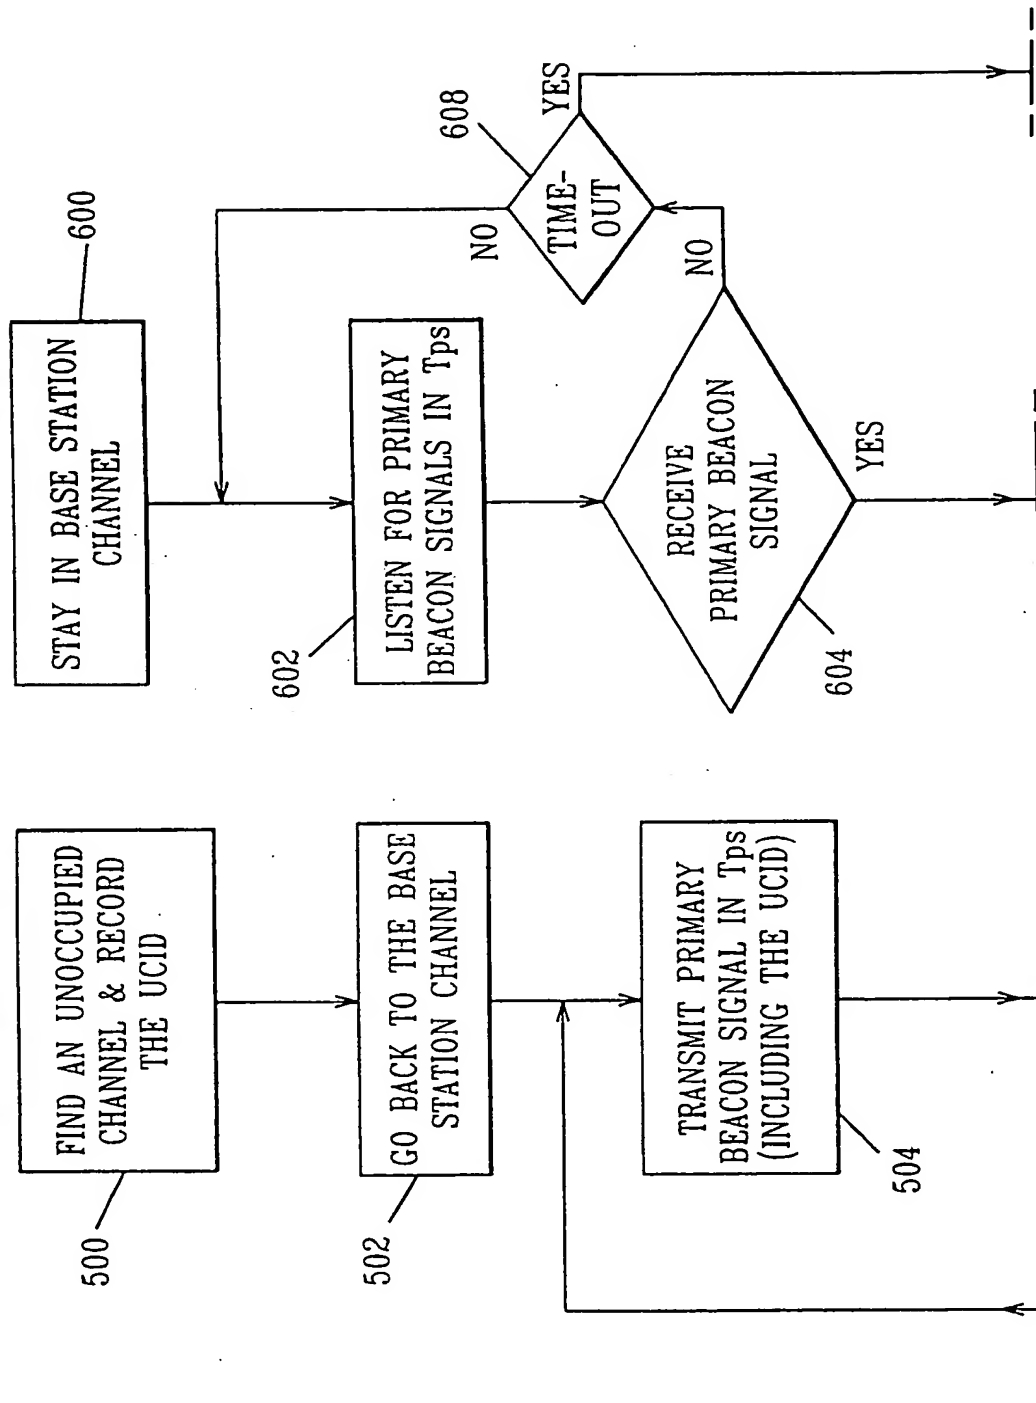 500
FIND AN UNOCCUPIED
CHANNEL & RECORD
THE UCID
502
GO BACK TO THE BASE
STATION CHANNEL
504
TRANSMIT PRIMARY
BEACON SIGNAL IN Tps
(INCLUDING THE UCID)
600
STAY IN BASE STATION
CHANNEL
602
LISTEN FOR PRIMARY
BEACON SIGNALS IN Tps
604
RECEIVE
PRIMARY BEACON
SIGNAL
YES
NO
608
TIME-
OUT
NO
YES